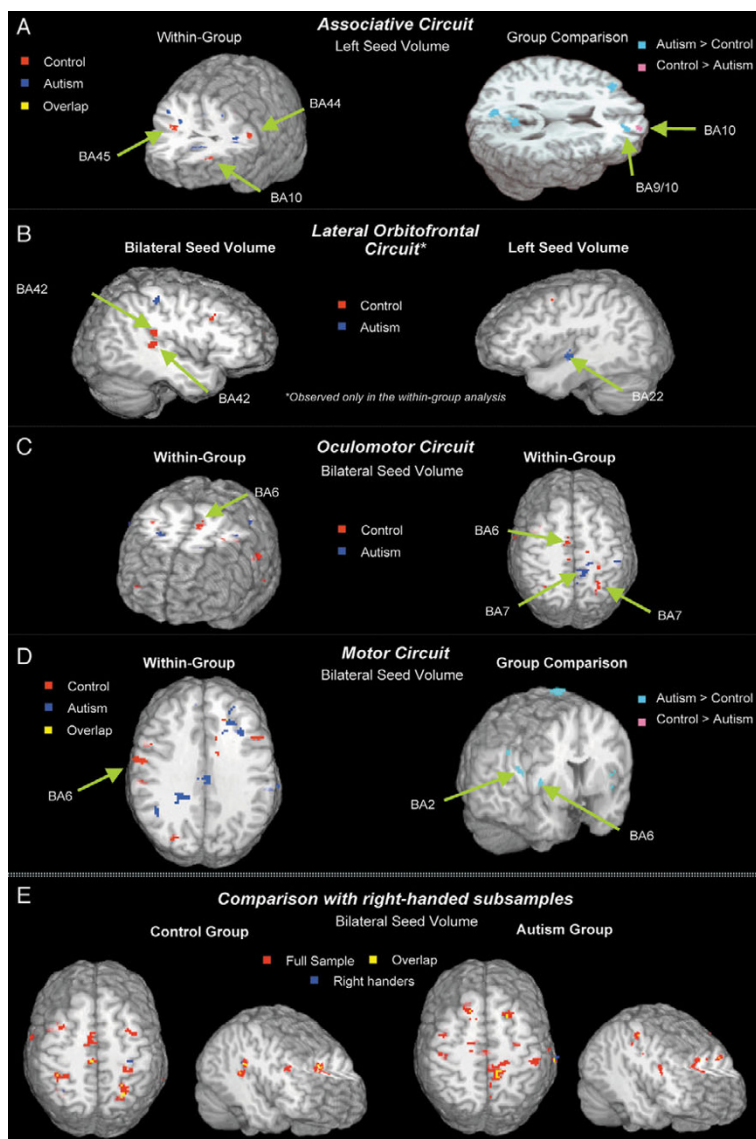 A
Associative Circuit
Within-Group
Left Seed Volume
Group Comparison
Control
Autism
Overlap
Autism > Control
Control > Autism
BA44
BA45
BA10
BA10
BA9/10
B
Lateral Orbitofrontal
Circuit*
Bilateral Seed Volume
Left Seed Volume
BA42
Control
Autism
BA42
BA22
*Observed only in the within-group analysis
C
Oculomotor Circuit
Within-Group
Bilateral Seed Volume
Within-Group
BA6
Control
Autism
BA6
BA7
BA7
D
Motor Circuit
Within-Group
Bilateral Seed Volume
Group Comparison
Control
Autism
Overlap
Autism > Control
Control > Autism
BA6
BA2
BA6
E
Comparison with right-handed subsamples
Bilateral Seed Volume
Control Group
Autism Group
Full Sample
Overlap
Right handers